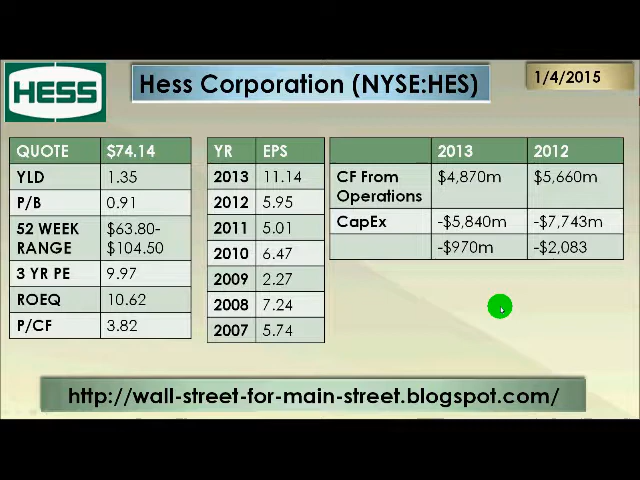 HESS
Hess Corporation (NYSE:HES)
1/4/2015
QUOTE $74.14
YLD 1.35
P/B 0.91
52 WEEK $63.80-
RANGE $104.50
3 YR PE 9.97
ROEQ 10.62
P/CF 3.82
YR EPS
2013 11.14
2012 5.95
2011 5.01
2010 6.47
2009 2.27
2008 7.24
2007 5.74
2013 2012
CF From $4,870m $5,660m
Operations
CapEx -$5,840m -$7,743m
-$970m -$2,083
http://wall-street-for-main-street.blogspot.com/